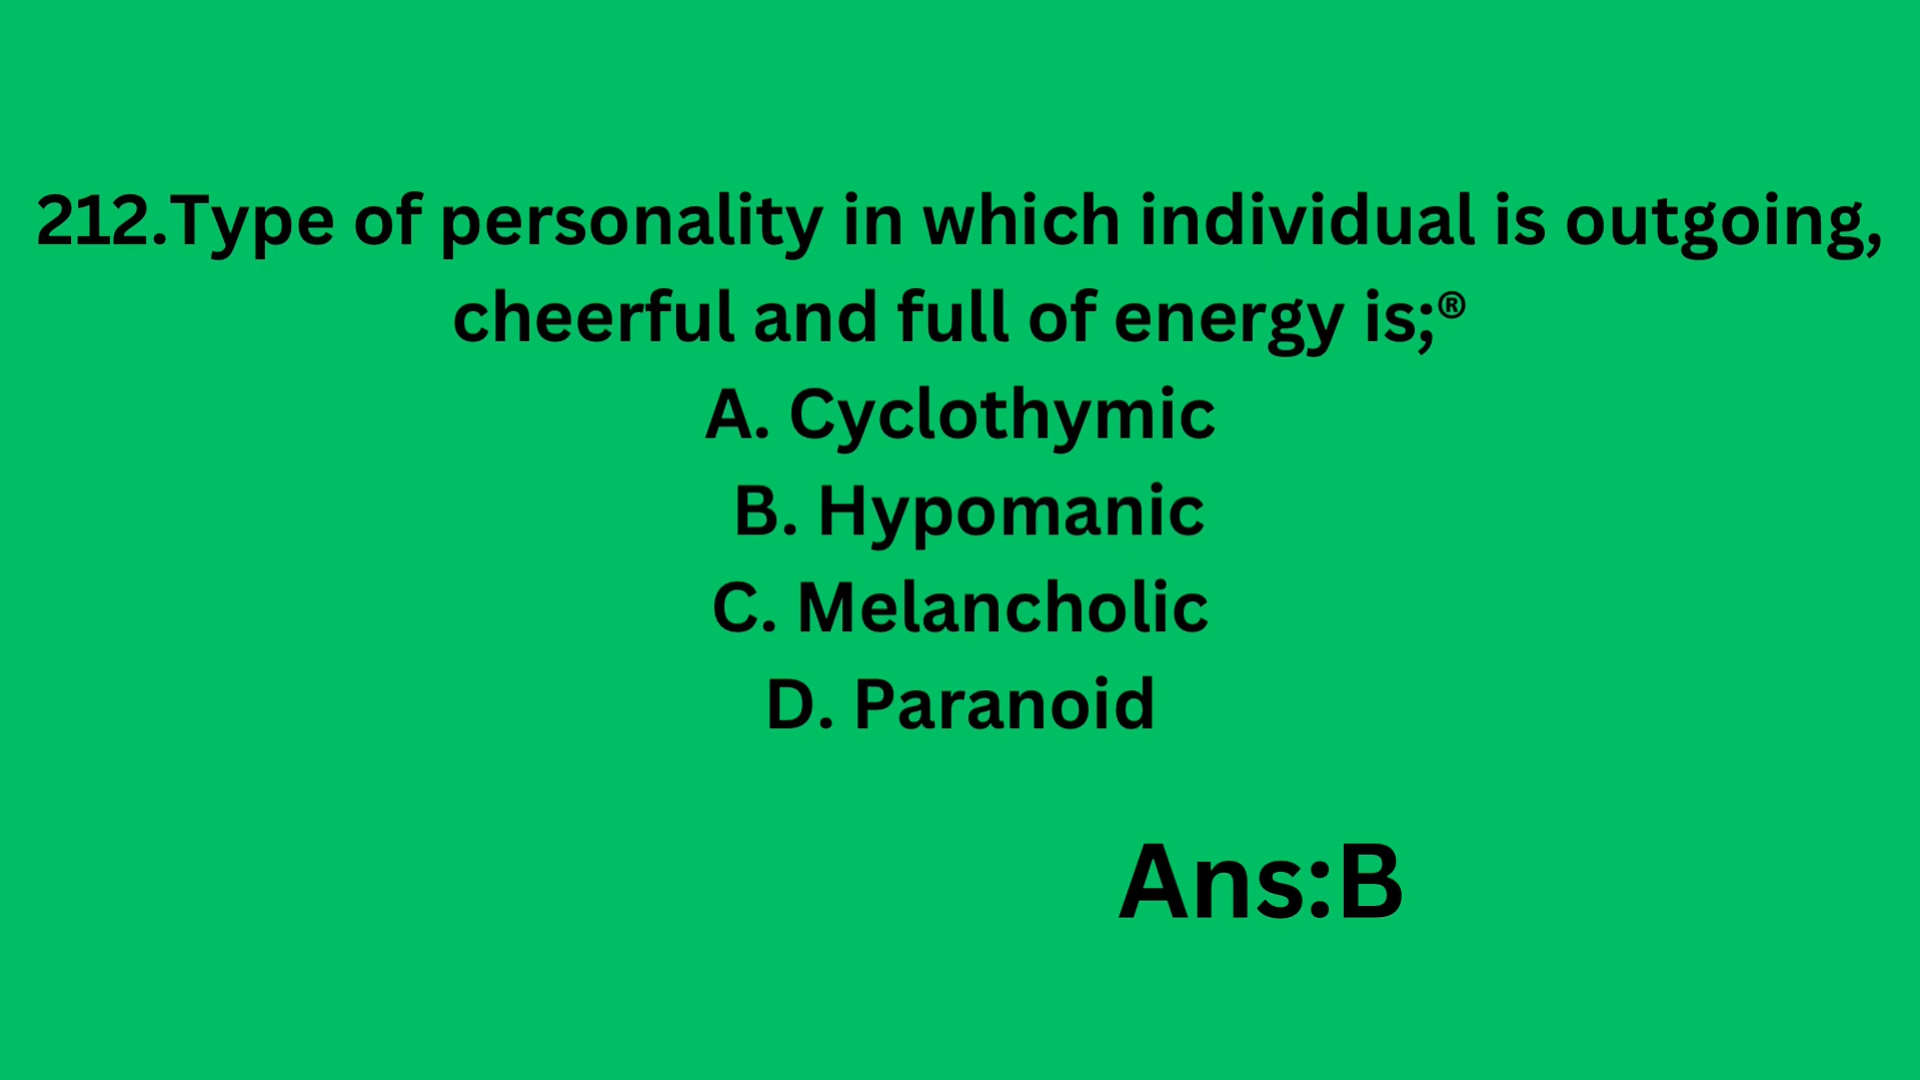 212.Type of personality in which individual is outgoing,
cheerful and full of energy is;®
A. Cyclothymic
B. Hypomanic
C. Melancholic
D. Paranoid
Ans:B